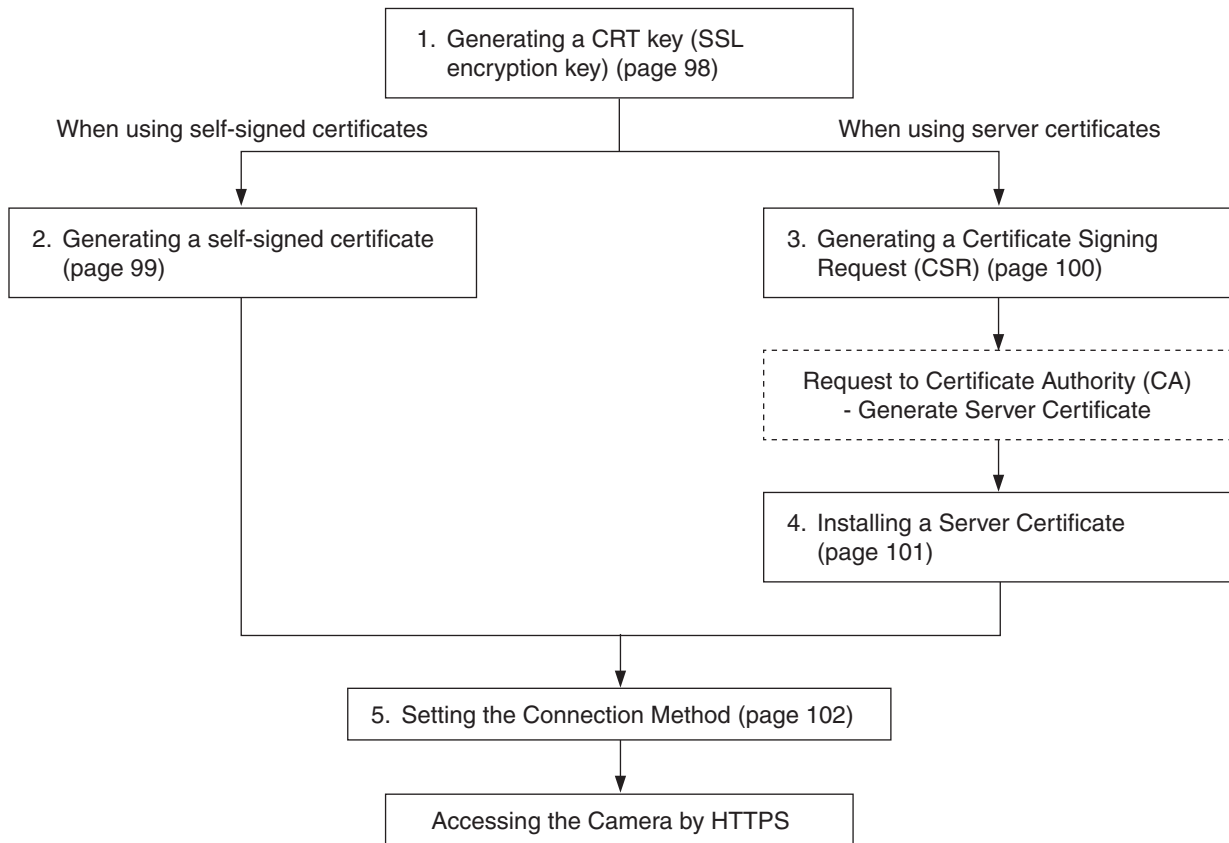 1. Generating a CRT key (SSL
encryption key) (page 98)
When using self-signed certificates
When using server certificates
2. Generating a self-signed certificate
(page 99)
3. Generating a Certificate Signing
Request (CSR) (page 100)
Request to Certificate Authority (CA)
- Generate Server Certificate
4. Installing a Server Certificate
(page 101)
5. Setting the Connection Method (page 102)
Accessing the Camera by HTTPS